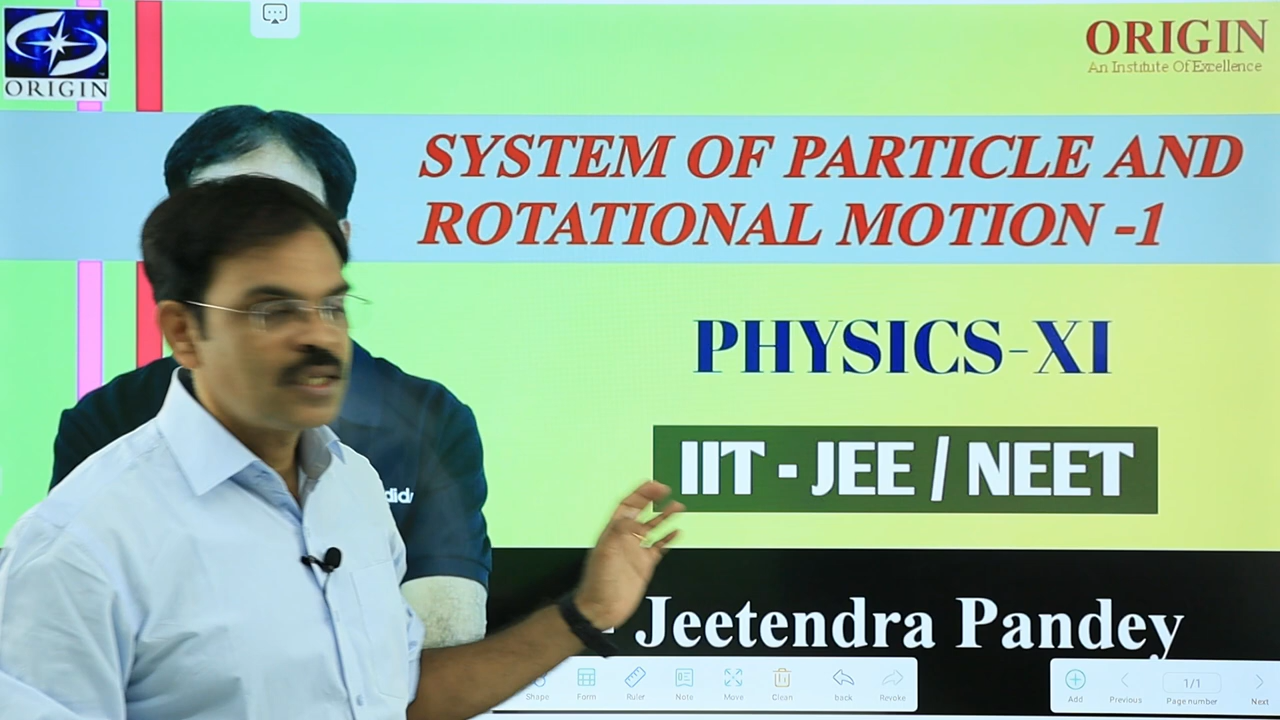 ORIGIN
ORIGIN
An Institute Of Excellence
SYSTEM OF PARTICLE AND
ROTATIONAL MOTION -1
PHYSICS-XI
IIT - JEE / NEET
- Jeetendra Pandey
Shape Form Ruler Note Move Clean back Revoke
Add Previous 1/1 Page number Next